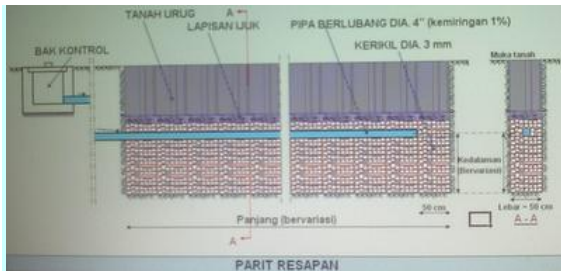 TANAH URUG
LAPISAN IJUK
A
PIPA BERLUBANG DIA. 4" (kemiringan 1%)
BAK KONTROL
KERIKIL DIA. 3 mm
Muka tanah
Kedalaman
(Bervariasi)
50 cm
Lebar ~ 50 cm
Panjang (bervariasi)
A
A - A
PARIT RESAPAN